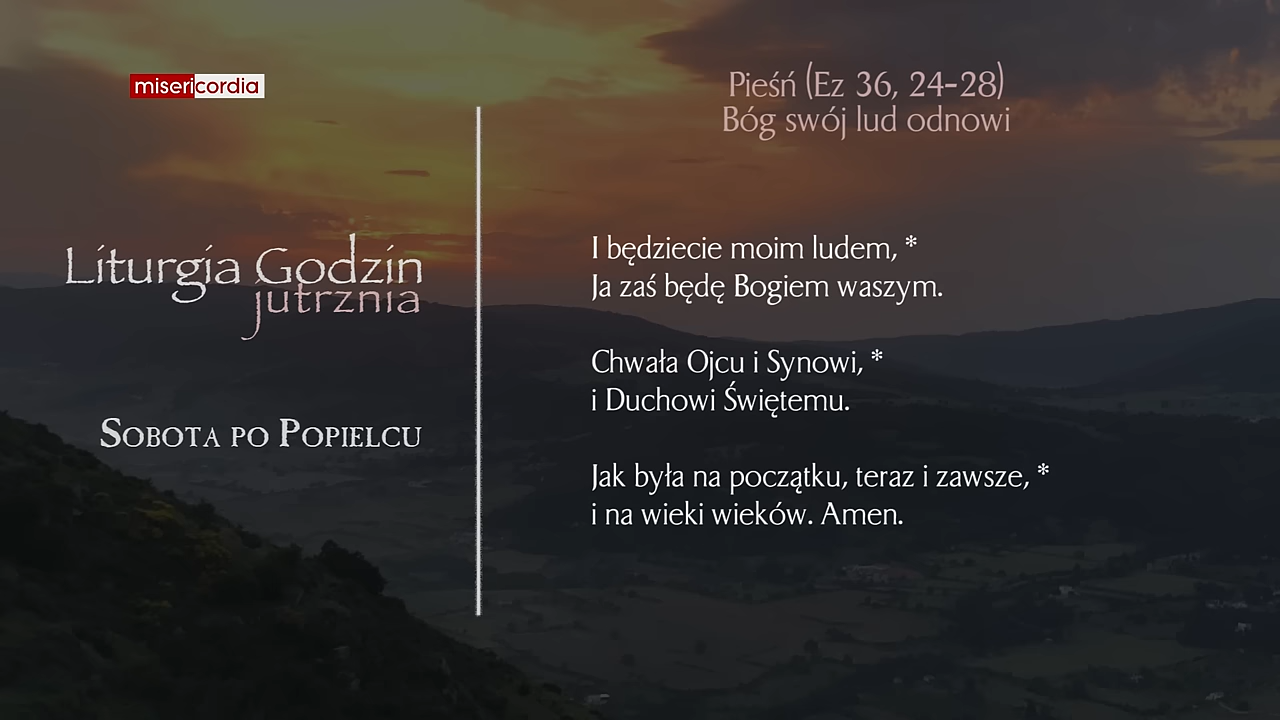 misericordia
Liturgia Godzin
jutrznia
Sobota po Popielcu
Pieśń (Ez 36, 24-28)
Bóg swój lud odnowi
I będziecie moim ludem, *
Ja zaś będę Bogiem waszym.
Chwała Ojcu i Synowi, *
i Duchowi Świętemu.
Jak była na początku, teraz i zawsze, *
i na wieki wieków. Amen.